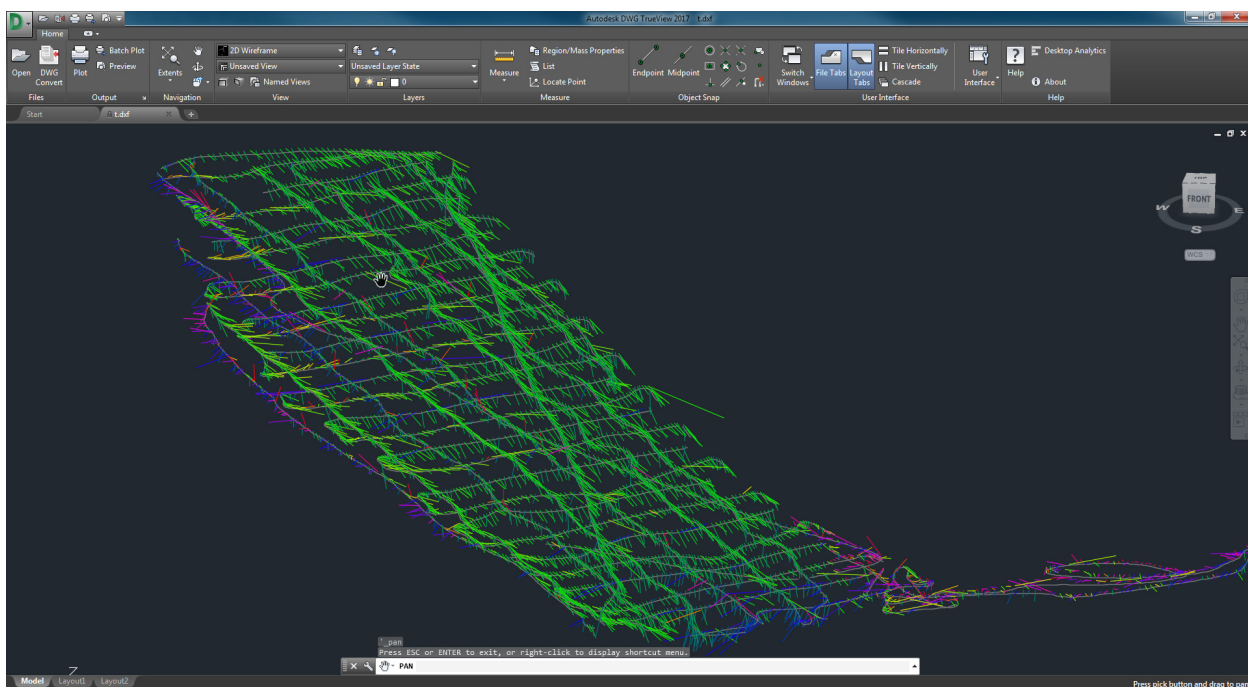 Autodesk DWG TrueView 2017 t.dxf
Home
Open
DWG Convert
Files
Plot
Batch Plot
Preview
Output
Extents
Navigation
2D Wireframe
Unsaved View
Named Views
View
Unsaved Layer State
0
Layers
Measure
Region/Mass Properties
List
Locate Point
Measure
Endpoint Midpoint
Object Snap
Switch Windows
File Tabs
Layout Tabs
Tile Horizontally
Tile Vertically
Cascade
User Interface
User Interface
Help
Desktop Analytics
About
Help
Start
t.dxf
TOP
FRONT
W
E
S
WCS
'_pan
Press ESC or ENTER to exit, or right-click to display shortcut menu.
PAN
Z
Model Layout1 Layout2
Press pick button and drag to pan